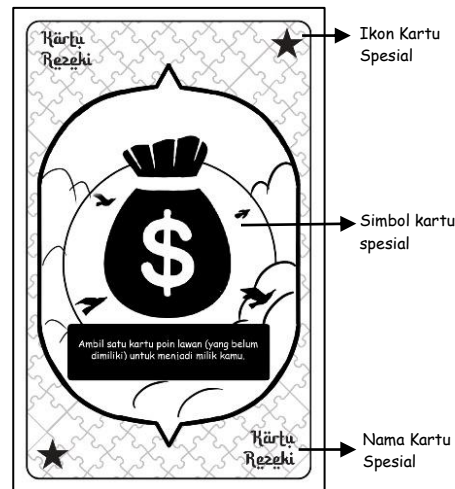 Kartu
Rezeki
Ikon Kartu
Spesial
$
Simbol kartu
spesial
Ambil satu kartu poin lawan (yang belum
dimiliki) untuk menjadi milik kamu.
Kartu
Rezeki
Nama Kartu
Spesial